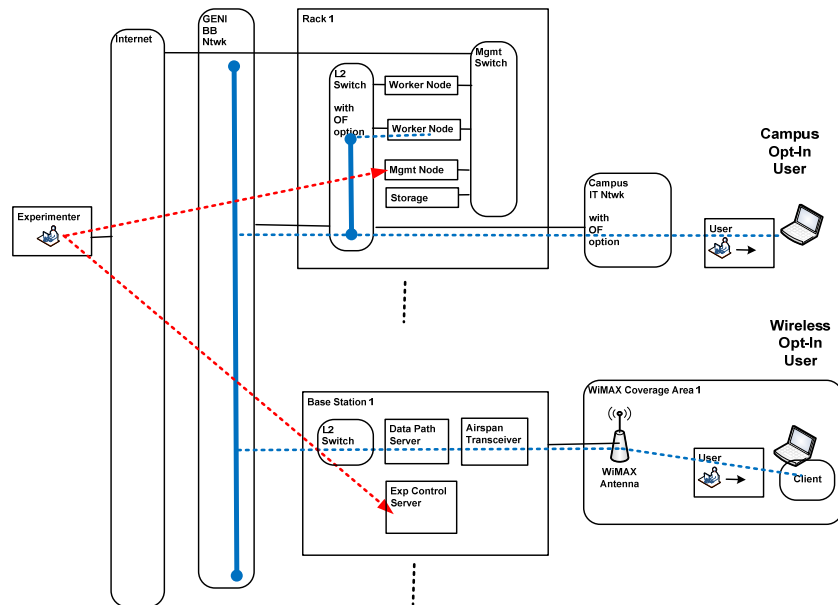 GENI
BB
Ntwk
Internet
Rack 1
Mgmt
Switch
L2
Switch
with
OF
option
Worker Node
Worker Node
Mgmt Node
Storage
Campus
Opt-In
User
Campus
IT Ntwk
with
OF
option
User
Experimenter
Wireless
Opt-In
User
Base Station 1
L2
Switch
Data Path
Server
Airspan
Transceiver
Exp Control
Server
WiMAX Coverage Area 1
WiMAX
Antenna
User
Client